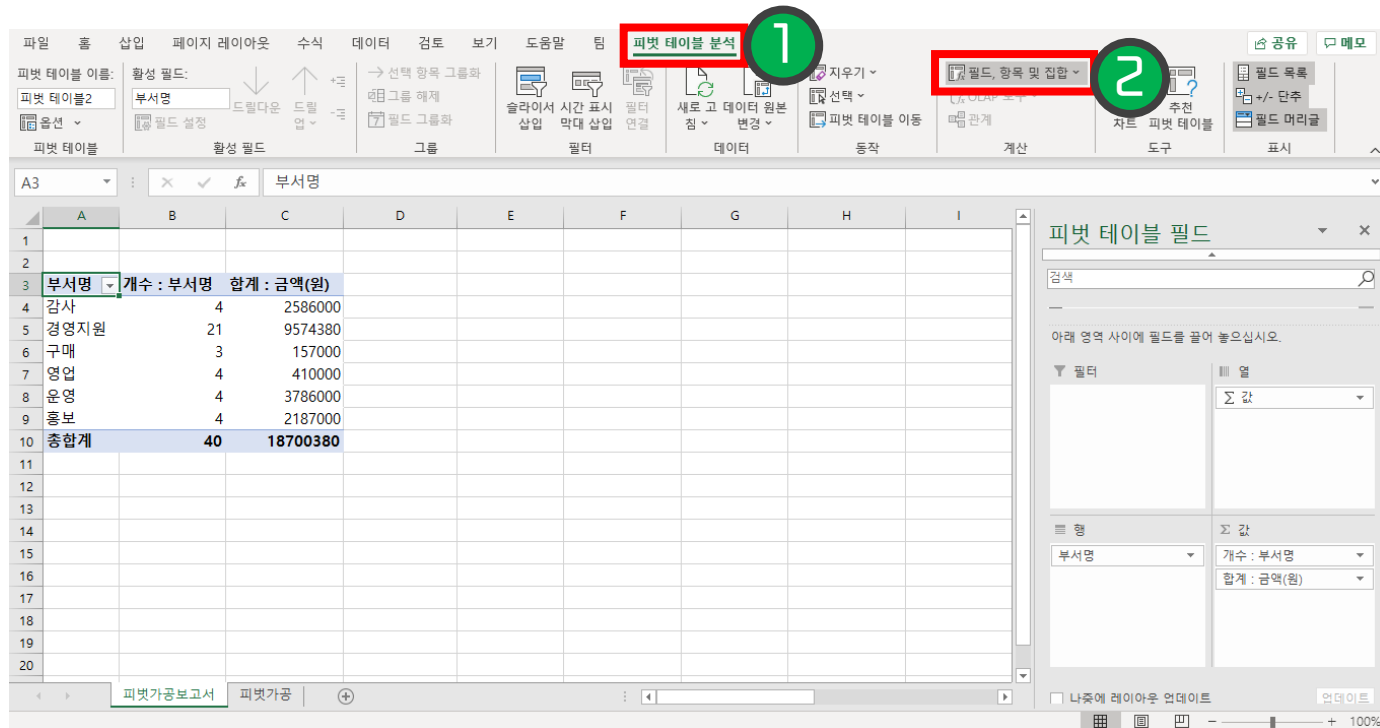 파일 홈 삽입 페이지 레이아웃 수식 데이터 검토 보기 도움말 팀 피벗 테이블 분석 1 공유 메모
피벗 테이블 이름: 활성 필드: 선택 항목 그룹화 지우기 필드, 항목 및 집합 2 필드 목록
피벗 테이블2 부서명 드릴다운 드릴업 그룹 해제 슬라이서 삽입 시간 표시 막대 삽입 필터 연결 새로 고침 데이터 원본 변경 선택 +/- 단추
옵션 필드 설정 필드 그룹화 피벗 테이블 이동 관계 차트 추천 피벗 테이블 필드 머리글
피벗 테이블 활성 필드 그룹 필터 데이터 동작 계산 도구 표시
A3 fx 부서명
A B C D E F G H I
1
2
3 부서명 개수 : 부서명 합계 : 금액(원)
4 감사 4 2586000
5 경영지원 21 9574380
6 구매 3 157000
7 영업 4 410000
8 운영 4 3786000
9 홍보 4 2187000
10 총합계 40 18700380
11
12
13
14
15
16
17
18
19
20
피벗가공보고서 피벗가공
피벗 테이블 필드
검색
아래 영역 사이에 필드를 끌어 놓으십시오.
필터 열
Σ 값
행 Σ 값
부서명 개수 : 부서명
합계 : 금액(원)
나중에 레이아웃 업데이트 업데이트
100%